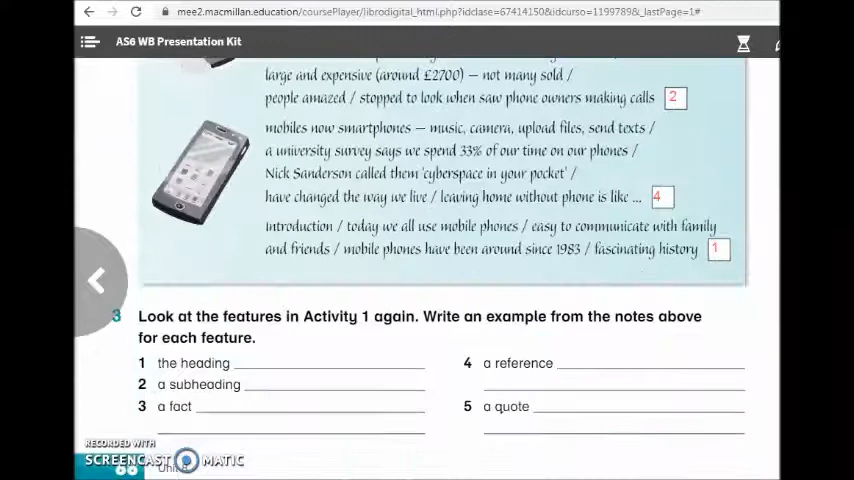 mee2.macmillan.education/coursePlayer/librodigital_html.php?idclase=67414150&idcurso=1199789&_lastPage=1#
AS6 WB Presentation Kit
large and expensive (around £2700) — not many sold /
people amazed / stopped to look when saw phone owners making calls 2
mobiles now smartphones — music, camera, upload files, send texts /
a university survey says we spend 33% of our time on our phones /
Nick Sanderson called them 'cyberspace in your pocket' /
have changed the way we live / leaving home without phone is like ... 4
Introduction / today we all use mobile phones / easy to communicate with family
and friends / mobile phones have been around since 1983 / fascinating history 1
3 Look at the features in Activity 1 again. Write an example from the notes above
for each feature.
1 the heading
2 a subheading
3 a fact
4 a reference
5 a quote
RECORDED WITH
SCREENCAST MATIC
Unit